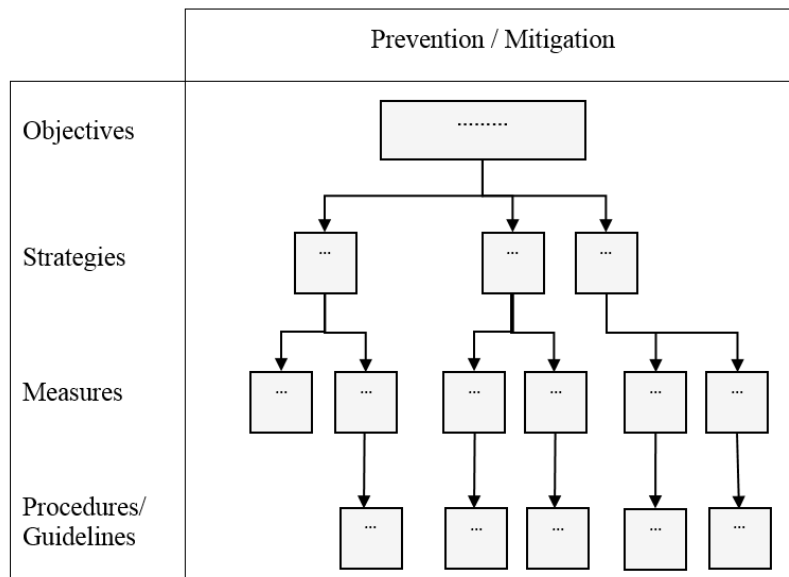 Prevention / Mitigation
Objectives
.........
Strategies
...
...
...
Measures
...
...
...
...
...
...
Procedures/
Guidelines
...
...
...
...
...